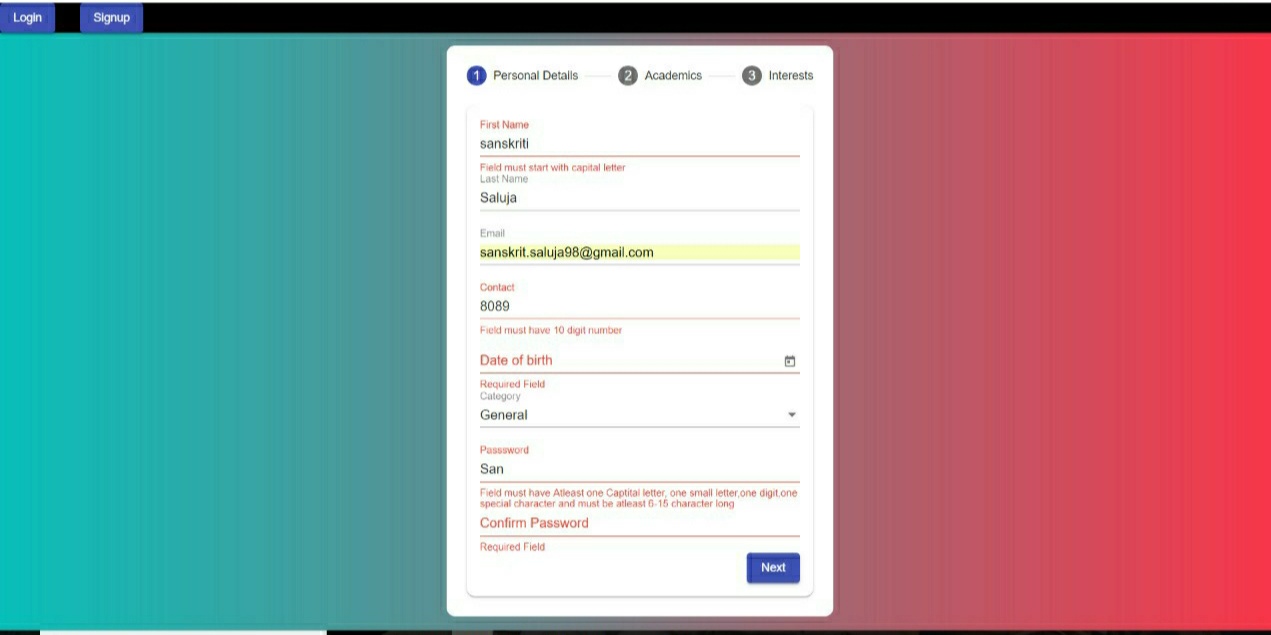 Login Signup
1 Personal Details 2 Academics 3 Interests
First Name
sanskriti
Field must start with capital letter
Last Name
Saluja
Email
sanskrit.saluja98@gmail.com
Contact
8089
Field must have 10 digit number
Date of birth
Required Field
Category
General
Passsword
San
Field must have Atleast one Captital letter, one small letter,one digit,one
special character and must be atleast 6-15 character long
Confirm Password
Required Field
Next